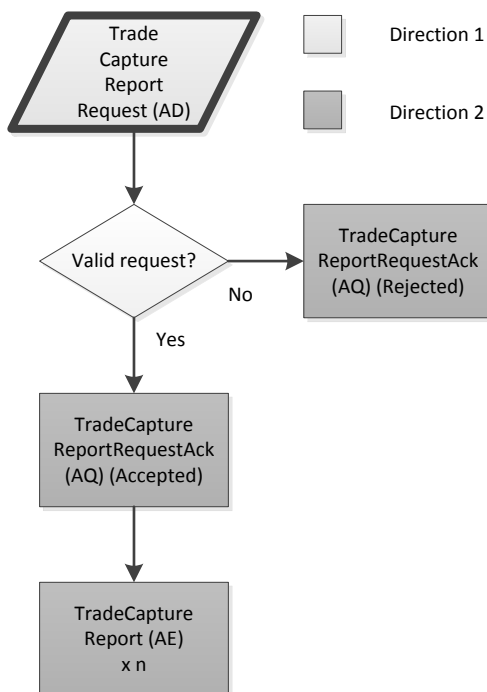 Trade
Capture
Report
Request (AD)
Direction 1
Direction 2
Valid request?
No
TradeCapture
ReportRequestAck
(AQ) (Rejected)
Yes
TradeCapture
ReportRequestAck
(AQ) (Accepted)
TradeCapture
Report (AE)
x n